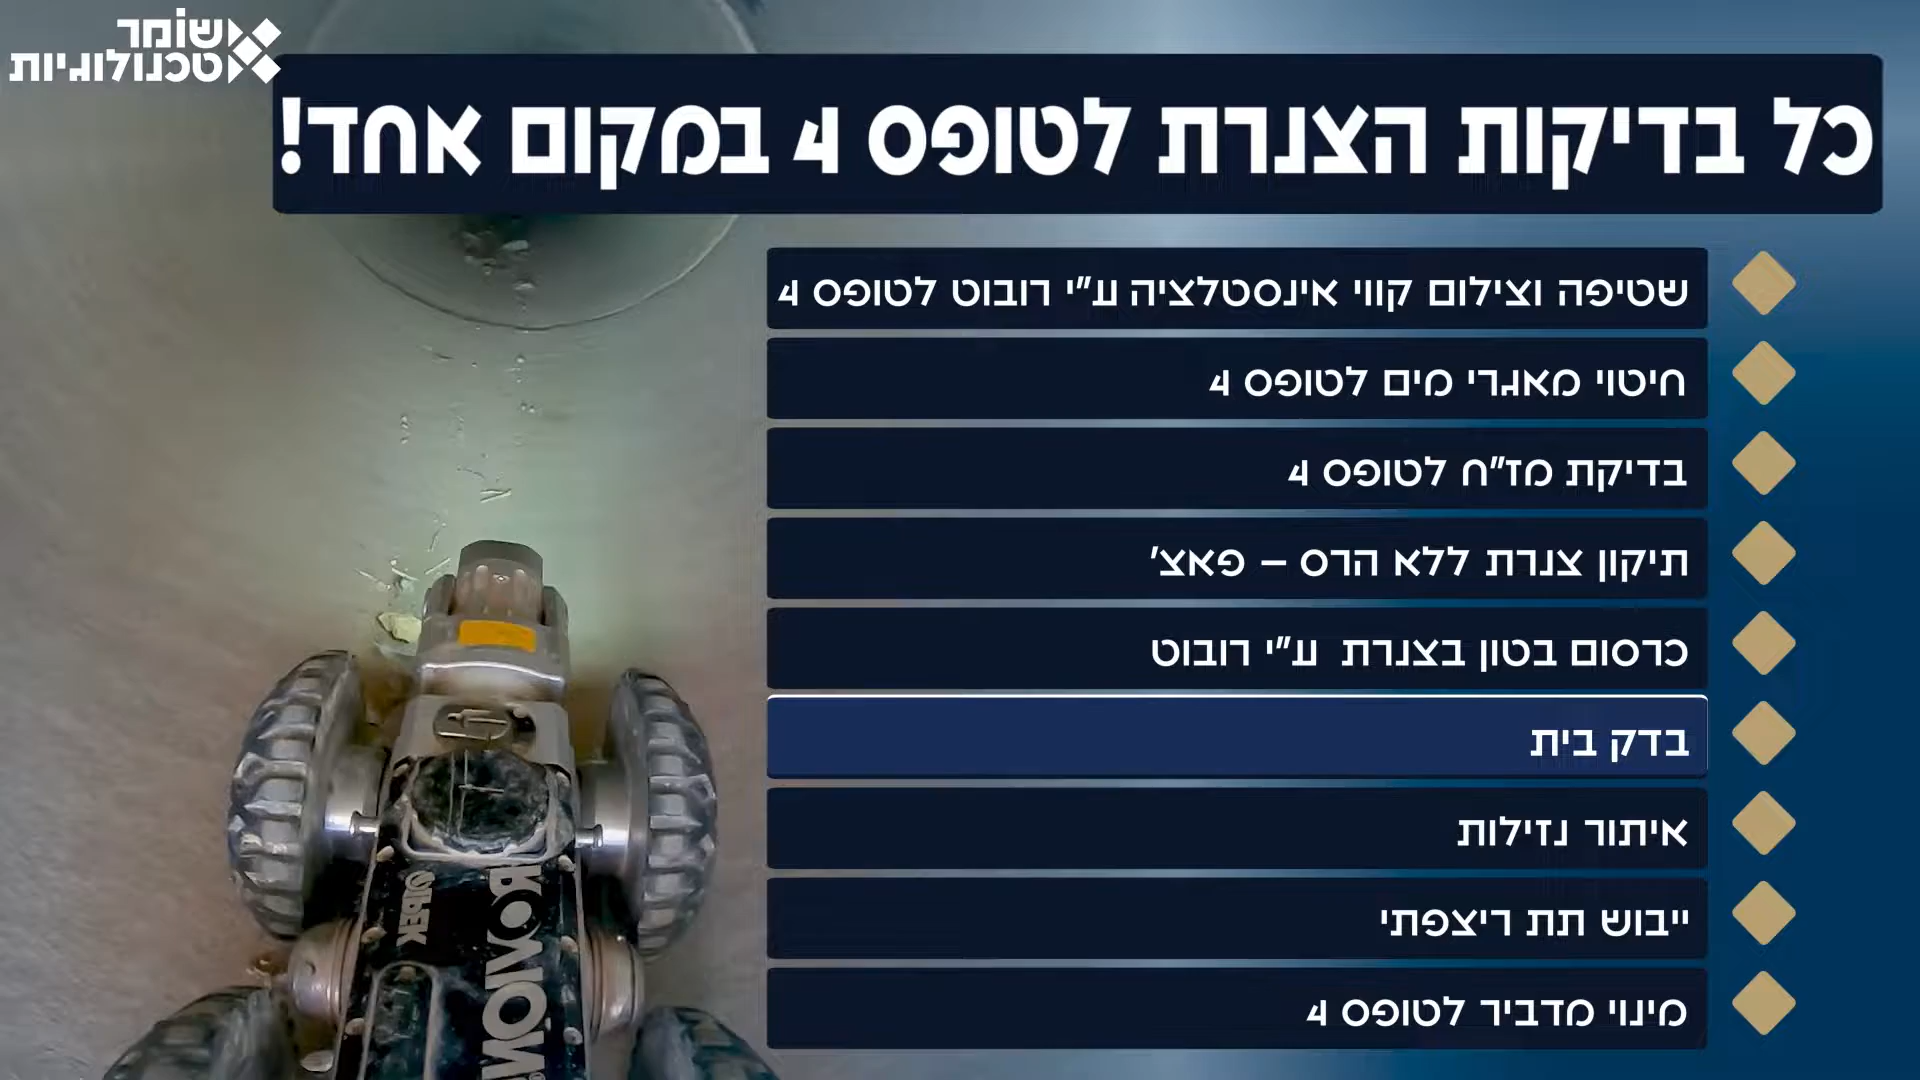 שומר
טכנולוגיות
כל בדיקות הצנרת לטופס 4 במקום אחד!
שטיפה וצילום קווי אינסטלציה ע"י רובוט לטופס 4
חיטוי מאגרי מים לטופס 4
בדיקת מז"ח לטופס 4
תיקון צנרת ללא הרס – פאצ'
כרסום בטון בצנרת ע"י רובוט
בדק בית
איתור נזילות
ייבוש תת ריצפתי
מינוי מדביר לטופס 4